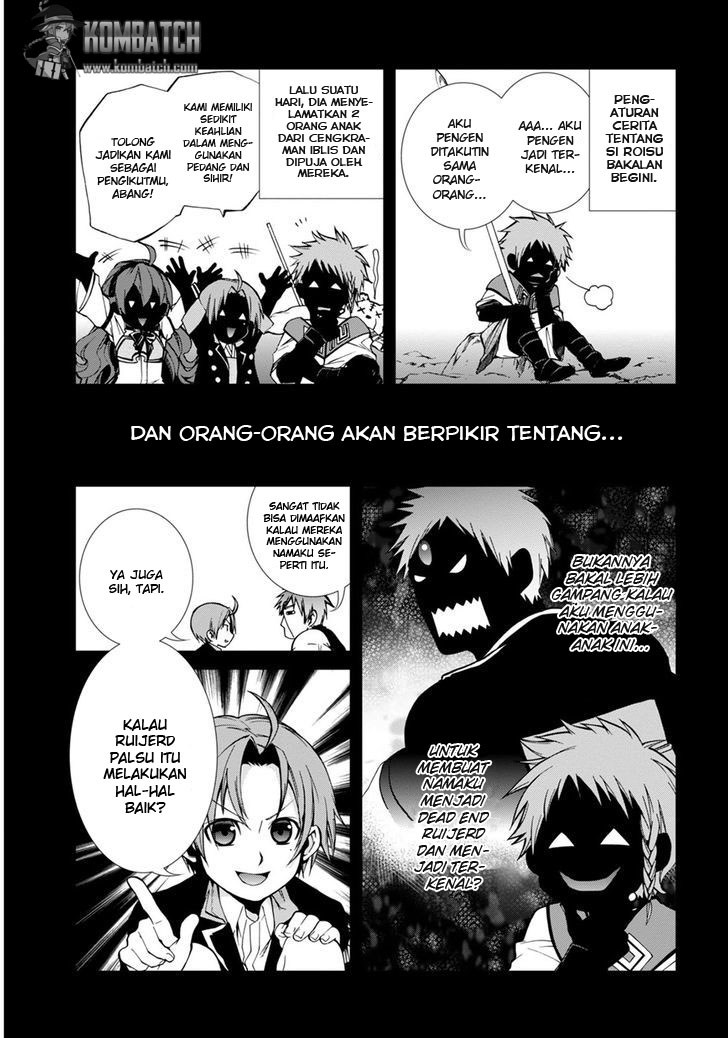 KOMBATCH
www.kombatch.com
PENG-
ATURAN
CERITA
TENTANG
SI ROISU
BAKALAN
BEGINI.
AAA... AKU
PENGEN
JADI TER-
KENAL...
AKU
PENGEN
DITAKUTIN
SAMA
ORANG-
ORANG...
LALU SUATU
HARI, DIA MENYE-
LAMATKAN 2
ORANG ANAK
DARI CENGKRA-
MAN IBLIS DAN
DIPUJA OLEH
MEREKA.
KAMI MEMILIKI
SEDIKIT
KEAHLIAN
DALAM MENG-
GUNAKAN
PEDANG DAN
SIHIR!
TOLONG
JADIKAN KAMI
SEBAGAI
PENGIKUTMU,
ABANG!
DAN ORANG-ORANG AKAN BERPIKIR TENTANG...
BUKANNYA
BAKAL LEBIH
GAMPANG KALAU
AKU MENGGU-
NAKAN ANAK-
ANAK INI...
UNTUK
MEMBUAT
NAMAKU
MENJADI
DEAD END
RUIJERD
DAN MEN-
JADI TER-
KENAL?
SANGAT TIDAK
BISA DIMAAFKAN
KALAU MEREKA
MENGGUNAKAN
NAMAKU SE-
PERTI ITU.
YA JUGA
SIH, TAPI.
KALAU
RUIJERD
PALSU ITU
MELAKUKAN
HAL-HAL
BAIK?